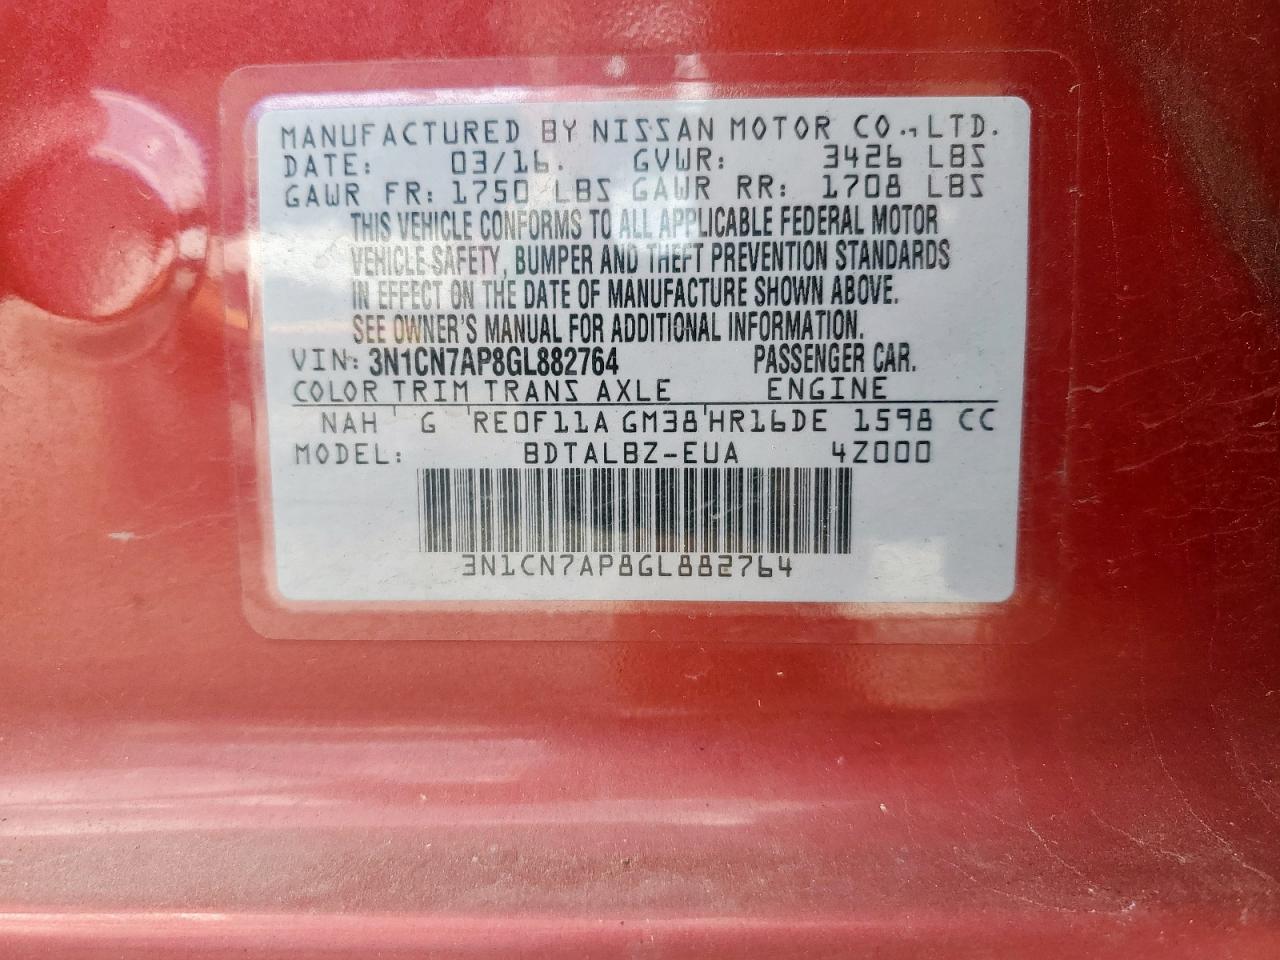 MANUFACTURED BY NISSAN MOTOR CO., LTD.
DATE: 03/16. GVWR: 3426 LBS
GAWR FR: 1750 LBS GAWR RR: 1708 LBS
THIS VEHICLE CONFORMS TO ALL APPLICABLE FEDERAL MOTOR
VEHICLE SAFETY, BUMPER AND THEFT PREVENTION STANDARDS
IN EFFECT ON THE DATE OF MANUFACTURE SHOWN ABOVE.
SEE OWNER'S MANUAL FOR ADDITIONAL INFORMATION.
VIN: 3N1CN7AP8GL882764 PASSENGER CAR.
COLOR TRIM TRANS AXLE ENGINE
NAH ' G ' RE0F11A GM38'HR16DE 1598 CC
MODEL: BDTALBZ-EUA 4Z000
3N1CN7AP8GL882764